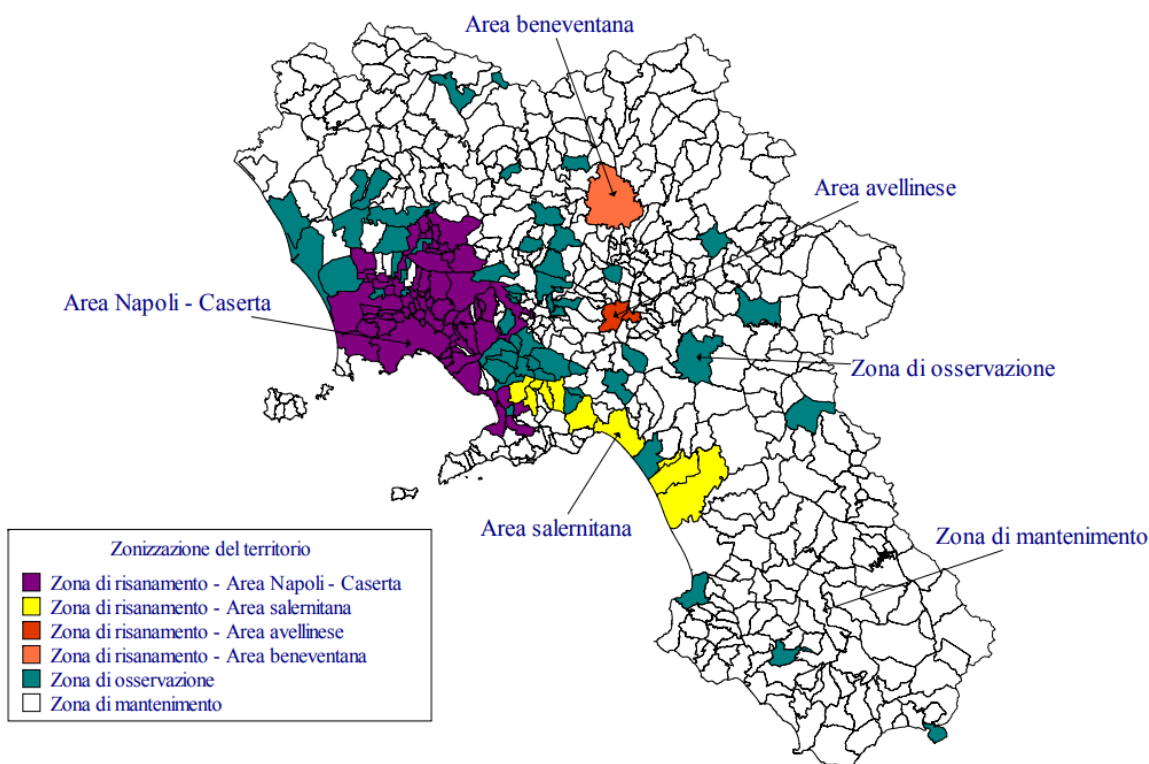 Area beneventana
Area avellinese
Area Napoli - Caserta
Zona di osservazione
Area salernitana
Zona di mantenimento
Zonizzazione del territorio
Zona di risanamento - Area Napoli - Caserta
Zona di risanamento - Area salernitana
Zona di risanamento - Area avellinese
Zona di risanamento - Area beneventana
Zona di osservazione
Zona di mantenimento